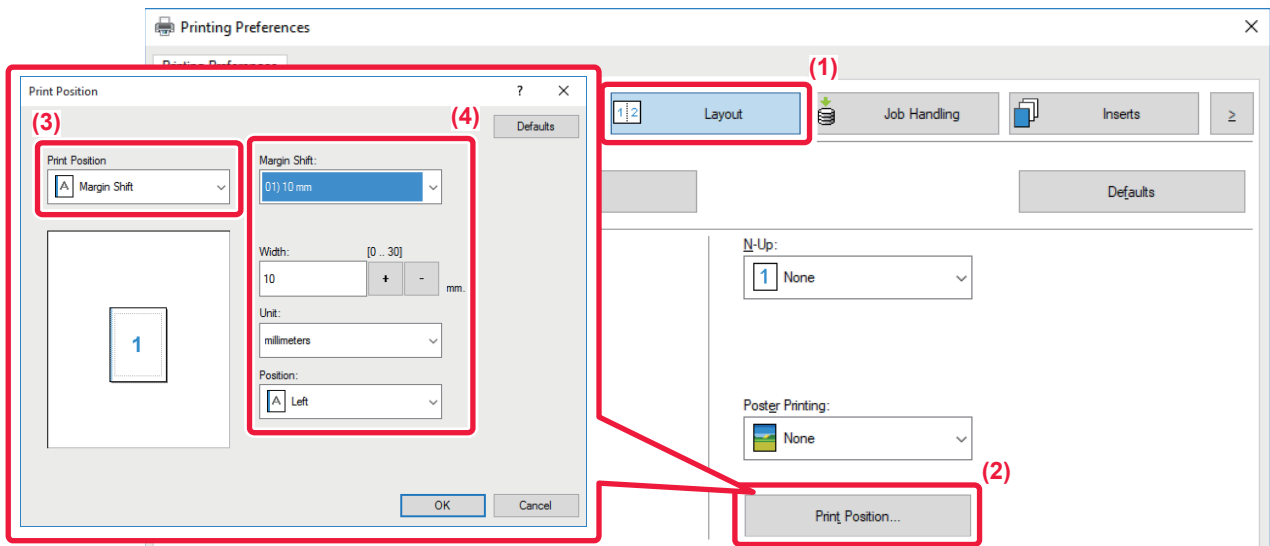 Printing Preferences
Printing Preferences
(1)
Layout
Job Handling
Inserts
≥
Defaults
N-Up:
1 None
Poster Printing:
None
(2)
Print Position...
Print Position
? ×
(3)
(4)
Defaults
Print Position
A Margin Shift
Margin Shift:
01) 10 mm
Width: [0 .. 30]
10 + - mm.
Unit:
millimeters
Position:
A Left
1
OK Cancel